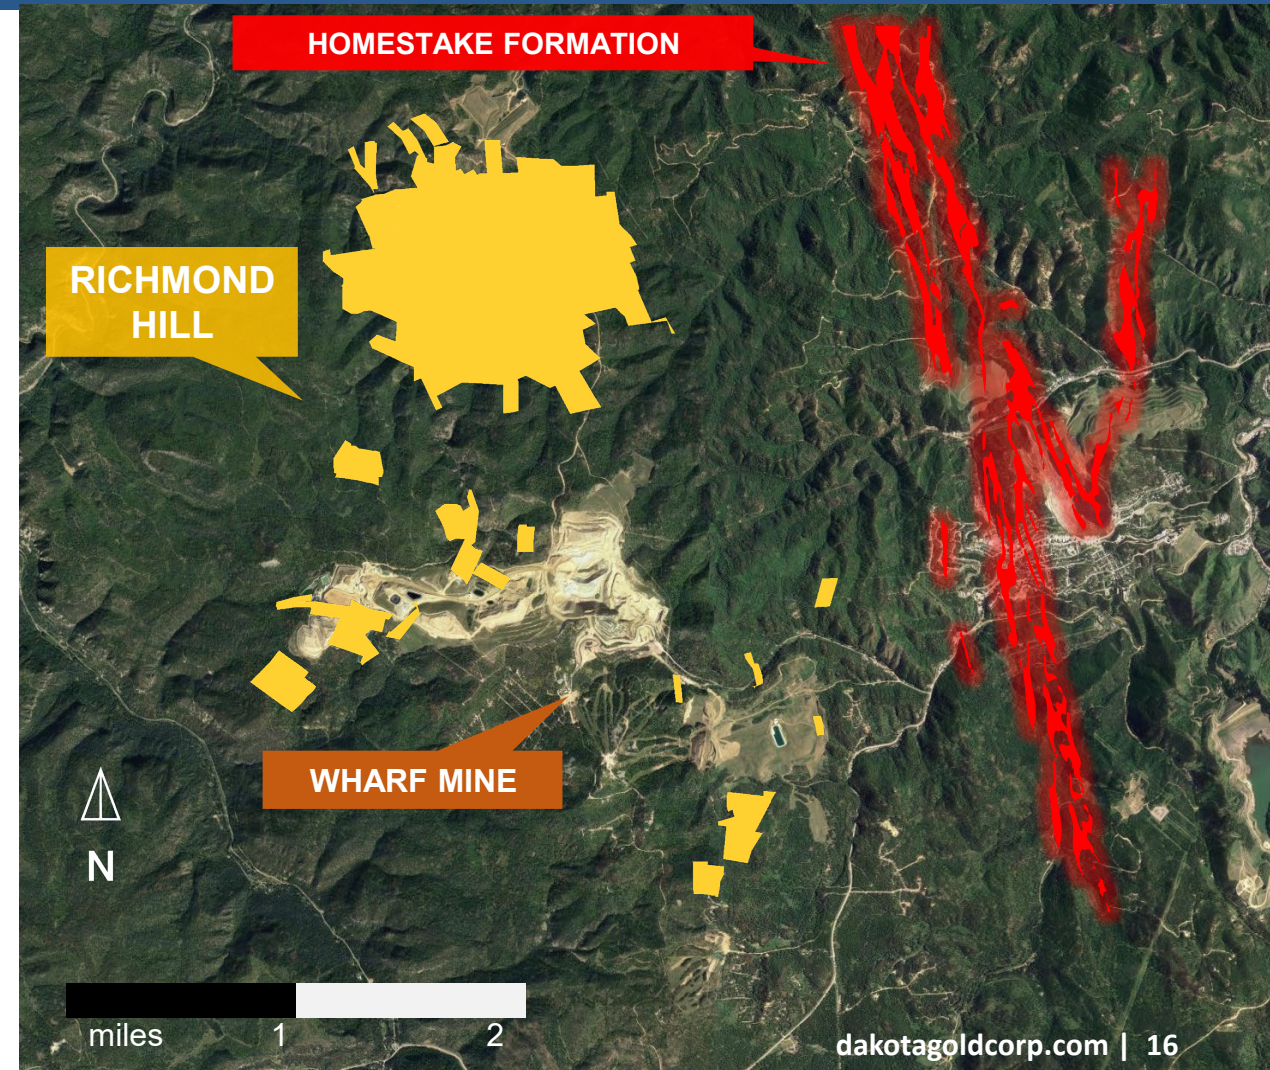 HOMESTAKE FORMATION
RICHMOND
HILL
WHARF MINE
N
miles 1 2
dakotagoldcorp.com | 16